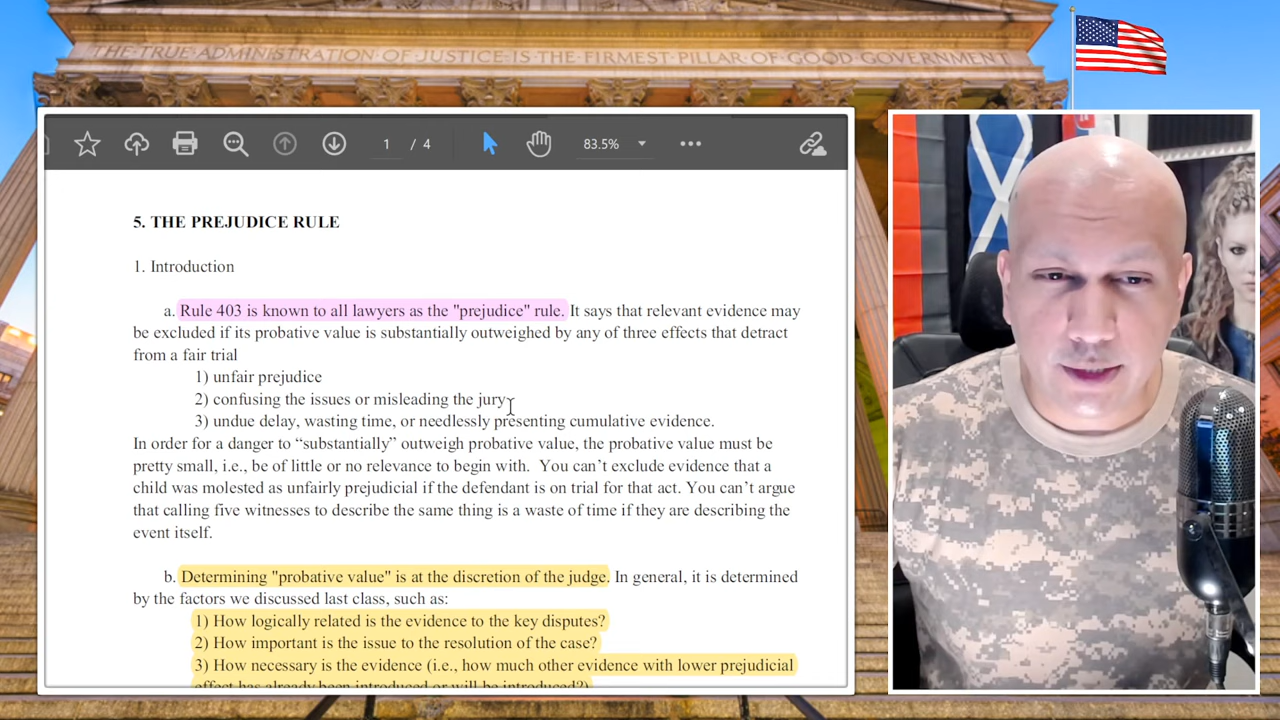 THE TRUE ADMINISTRATION OF JUSTICE IS THE FIRMEST PILLAR OF GOOD GOVERNMENT
1 / 4
83.5%
5. THE PREJUDICE RULE
1. Introduction
a. Rule 403 is known to all lawyers as the "prejudice" rule. It says that relevant evidence may
be excluded if its probative value is substantially outweighed by any of three effects that detract
from a fair trial
1) unfair prejudice
2) confusing the issues or misleading the jury
3) undue delay, wasting time, or needlessly presenting cumulative evidence.
In order for a danger to “substantially” outweigh probative value, the probative value must be
pretty small, i.e., be of little or no relevance to begin with. You can’t exclude evidence that a
child was molested as unfairly prejudicial if the defendant is on trial for that act. You can’t argue
that calling five witnesses to describe the same thing is a waste of time if they are describing the
event itself.
b. Determining "probative value" is at the discretion of the judge. In general, it is determined
by the factors we discussed last class, such as:
1) How logically related is the evidence to the key disputes?
2) How important is the issue to the resolution of the case?
3) How necessary is the evidence (i.e., how much other evidence with lower prejudicial
effect has already been introduced or will be introduced?)